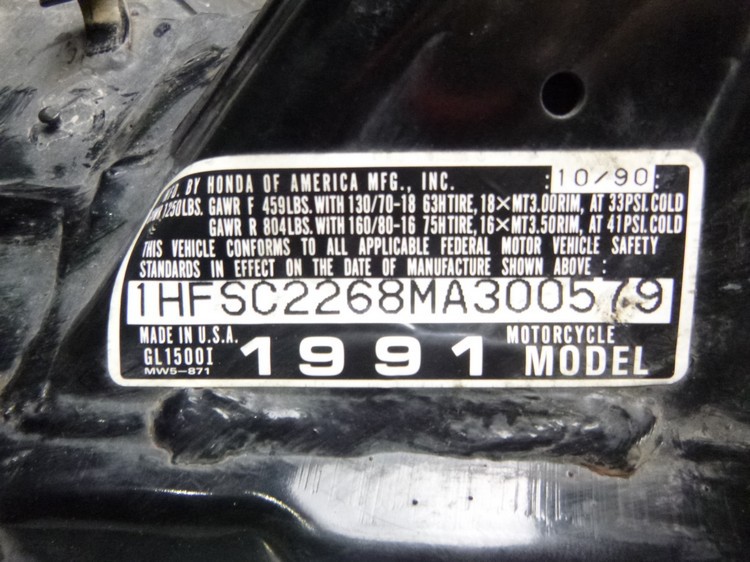 MFD. BY HONDA OF AMERICA MFG., INC. 10/90
1250LBS. GAWR F 459LBS. WITH 130/70-18 63H TIRE, 18×MT3.00RIM, AT 33PSI.COLD
GAWR R 804LBS. WITH 160/80-16 75H TIRE, 16×MT3.50RIM, AT 41PSI.COLD
THIS VEHICLE CONFORMS TO ALL APPLICABLE FEDERAL MOTOR VEHICLE SAFETY
STANDARDS IN EFFECT ON THE DATE OF MANUFACTURE SHOWN ABOVE :
1HFSC2268MA300579
MADE IN U.S.A. MOTORCYCLE
GL1500I 1991 MODEL
MW5-871